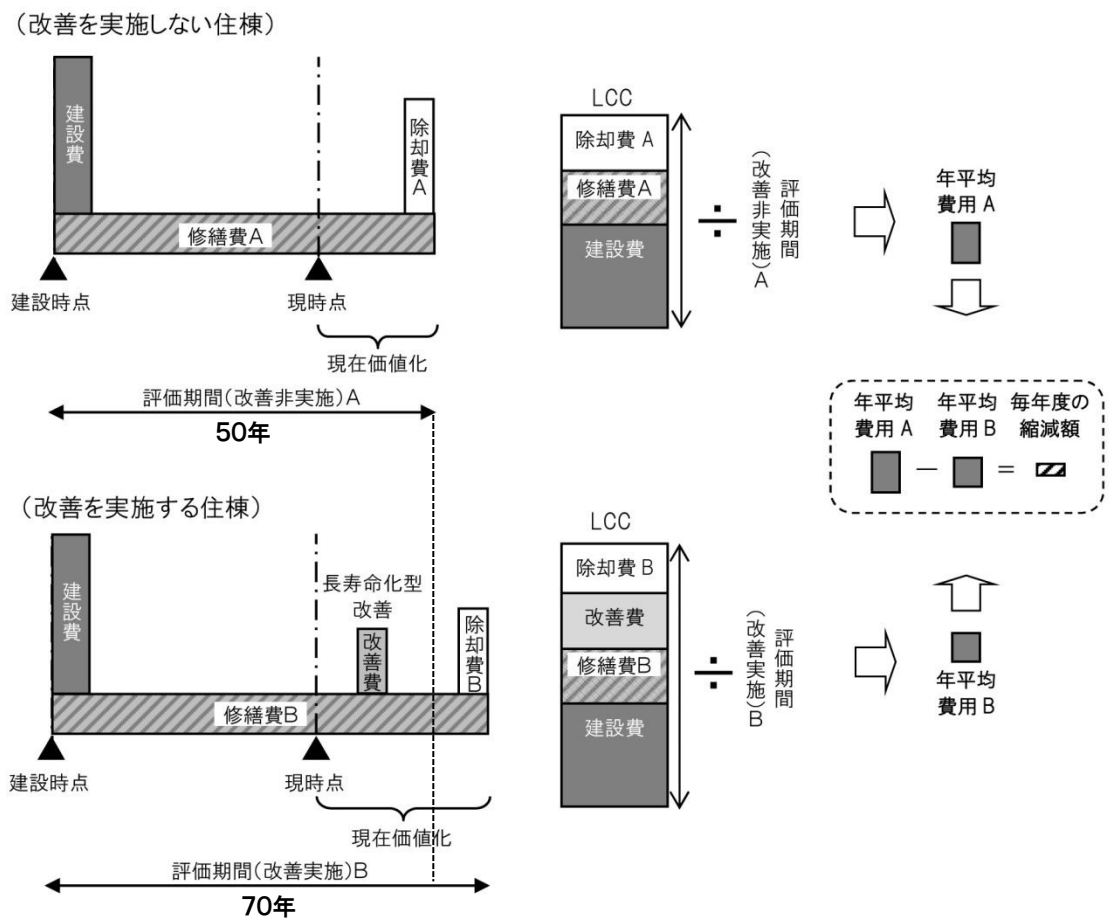 (改善を実施しない住棟)
建設費
除却費A
修繕費A
建設時点
現時点
現在価値化
評価期間(改善非実施)A
50年
LCC
除却費A
修繕費A
建設費
÷
評価期間
(改善非実施)A
年平均
費用A
年平均 年平均 毎年度の
費用A 費用B 縮減額
－ ＝
(改善を実施する住棟)
建設費
長寿命化型
改善
改善費
除却費B
修繕費B
建設時点
現時点
現在価値化
評価期間(改善実施)B
70年
LCC
除却費B
改善費
修繕費B
建設費
÷
評価期間
(改善実施)B
年平均
費用B